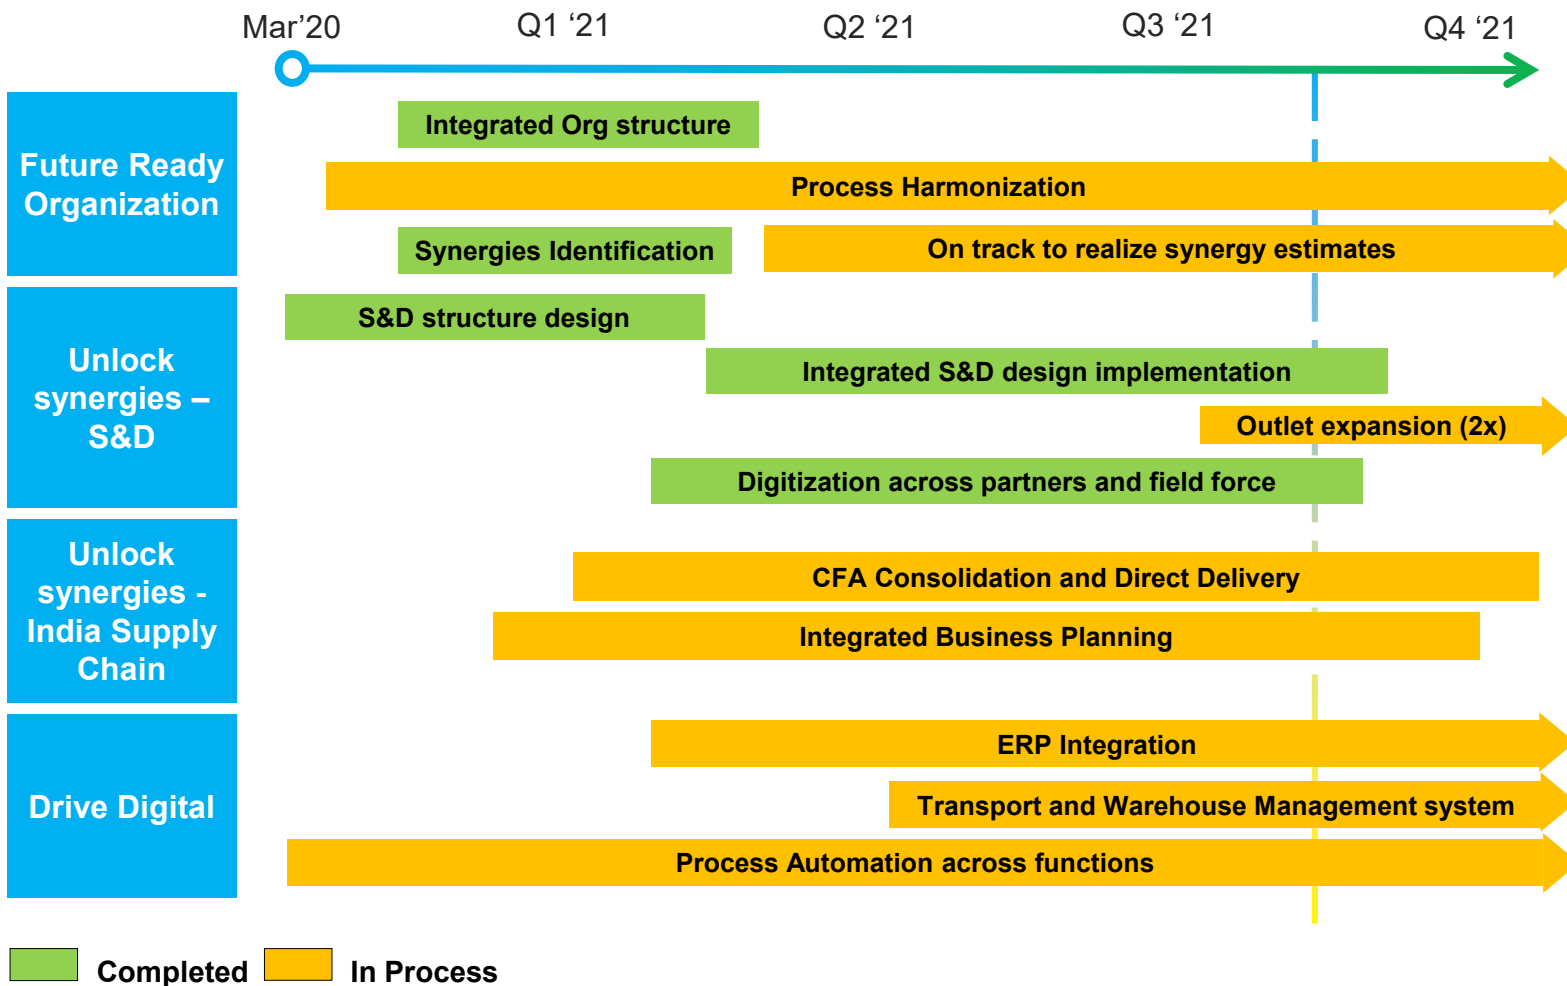 Mar’20 Q1 ‘21 Q2 ‘21 Q3 ‘21 Q4 ‘21
Future Ready
Organization
Integrated Org structure
Process Harmonization
Synergies Identification
On track to realize synergy estimates
Unlock
synergies –
S&D
S&D structure design
Integrated S&D design implementation
Outlet expansion (2x)
Digitization across partners and field force
Unlock
synergies -
India Supply
Chain
CFA Consolidation and Direct Delivery
Integrated Business Planning
Drive Digital
ERP Integration
Transport and Warehouse Management system
Process Automation across functions
Completed
In Process